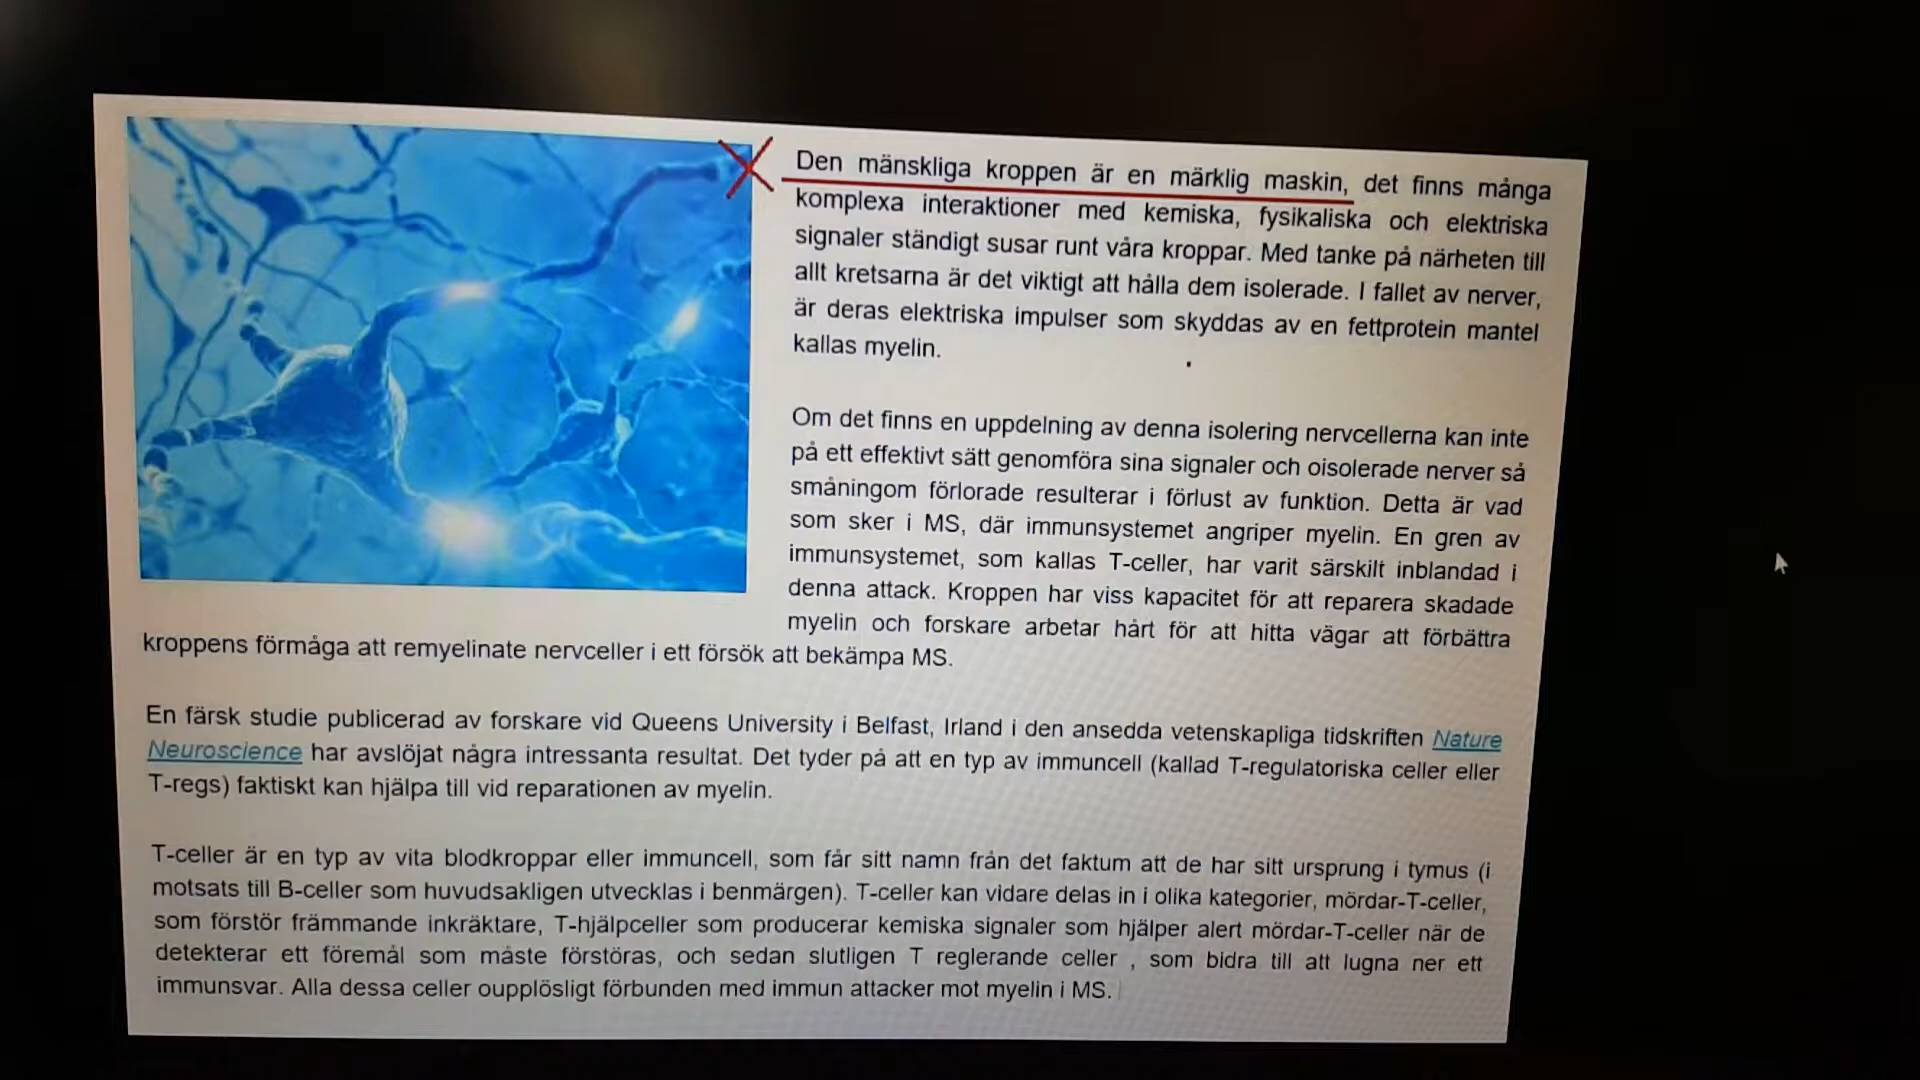 Den mänskliga kroppen är en märklig maskin, det finns många
komplexa interaktioner med kemiska, fysikaliska och elektriska
signaler ständigt susar runt våra kroppar. Med tanke på närheten till
allt kretsarna är det viktigt att hålla dem isolerade. I fallet av nerver,
är deras elektriska impulser som skyddas av en fettprotein mantel
kallas myelin.
Om det finns en uppdelning av denna isolering nervcellerna kan inte
på ett effektivt sätt genomföra sina signaler och oisolerade nerver så
småningom förlorade resulterar i förlust av funktion. Detta är vad
som sker i MS, där immunsystemet angriper myelin. En gren av
immunsystemet, som kallas T-celler, har varit särskilt inblandad i
denna attack. Kroppen har viss kapacitet för att reparera skadade
myelin och forskare arbetar hårt för att hitta vägar att förbättra
kroppens förmåga att remyelinate nervceller i ett försök att bekämpa MS.
En färsk studie publicerad av forskare vid Queens University i Belfast, Irland i den ansedda vetenskapliga tidskriften Nature
Neuroscience har avslöjat några intressanta resultat. Det tyder på att en typ av immuncell (kallad T-regulatoriska celler eller
T-regs) faktiskt kan hjälpa till vid reparationen av myelin.
T-celler är en typ av vita blodkroppar eller immuncell, som får sitt namn från det faktum att de har sitt ursprung i tymus (i
motsats till B-celler som huvudsakligen utvecklas i benmärgen). T-celler kan vidare delas in i olika kategorier, mördar-T-celler,
som förstör främmande inkräktare, T-hjälpceller som producerar kemiska signaler som hjälper alert mördar-T-celler när de
detekterar ett föremål som måste förstöras, och sedan slutligen T reglerande celler , som bidra till att lugna ner ett
immunsvar. Alla dessa celler oupplösligt förbunden med immun attacker mot myelin i MS.